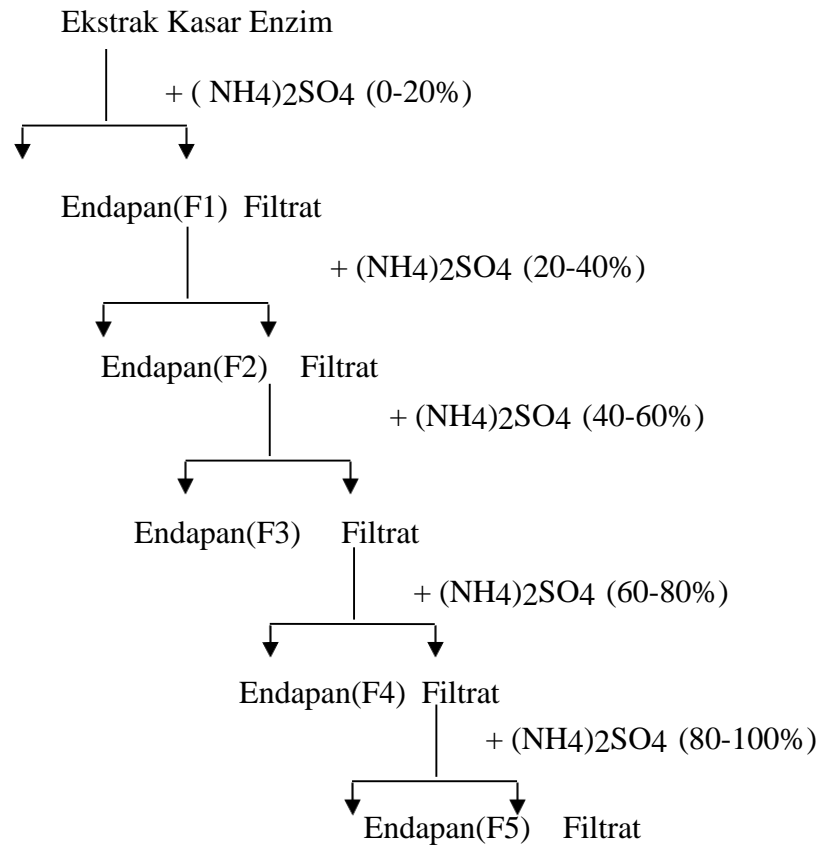 Ekstrak Kasar Enzim
+ ( NH4)2SO4 (0-20%)
Endapan(F1) Filtrat
+ (NH4)2SO4 (20-40%)
Endapan(F2) Filtrat
+ (NH4)2SO4 (40-60%)
Endapan(F3) Filtrat
+ (NH4)2SO4 (60-80%)
Endapan(F4) Filtrat
+ (NH4)2SO4 (80-100%)
Endapan(F5) Filtrat